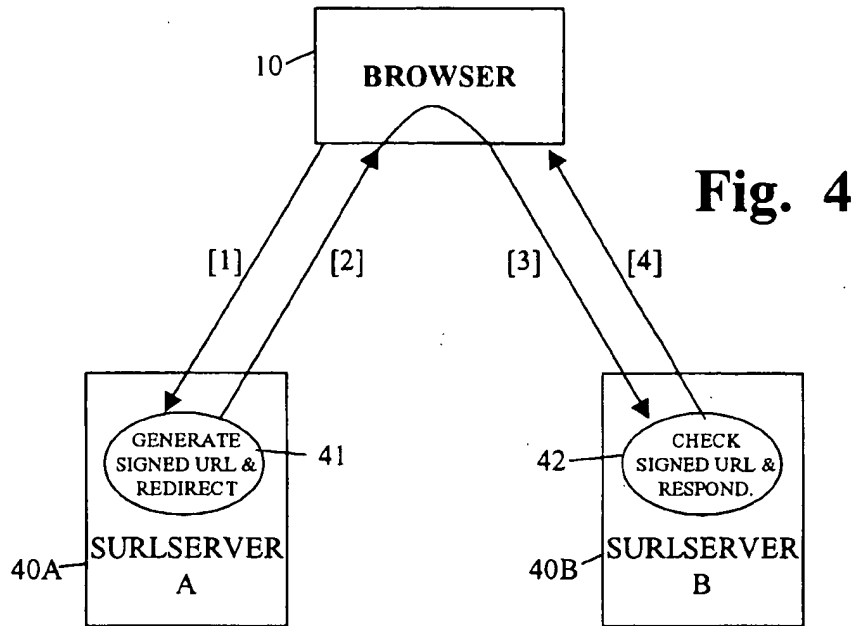 10
BROWSER
Fig. 4
[1]
[2]
[3]
[4]
GENERATE
SIGNED URL &
REDIRECT
41
SURLSERVER
A
40A
42
CHECK
SIGNED URL &
RESPOND.
SURLSERVER
B
40B